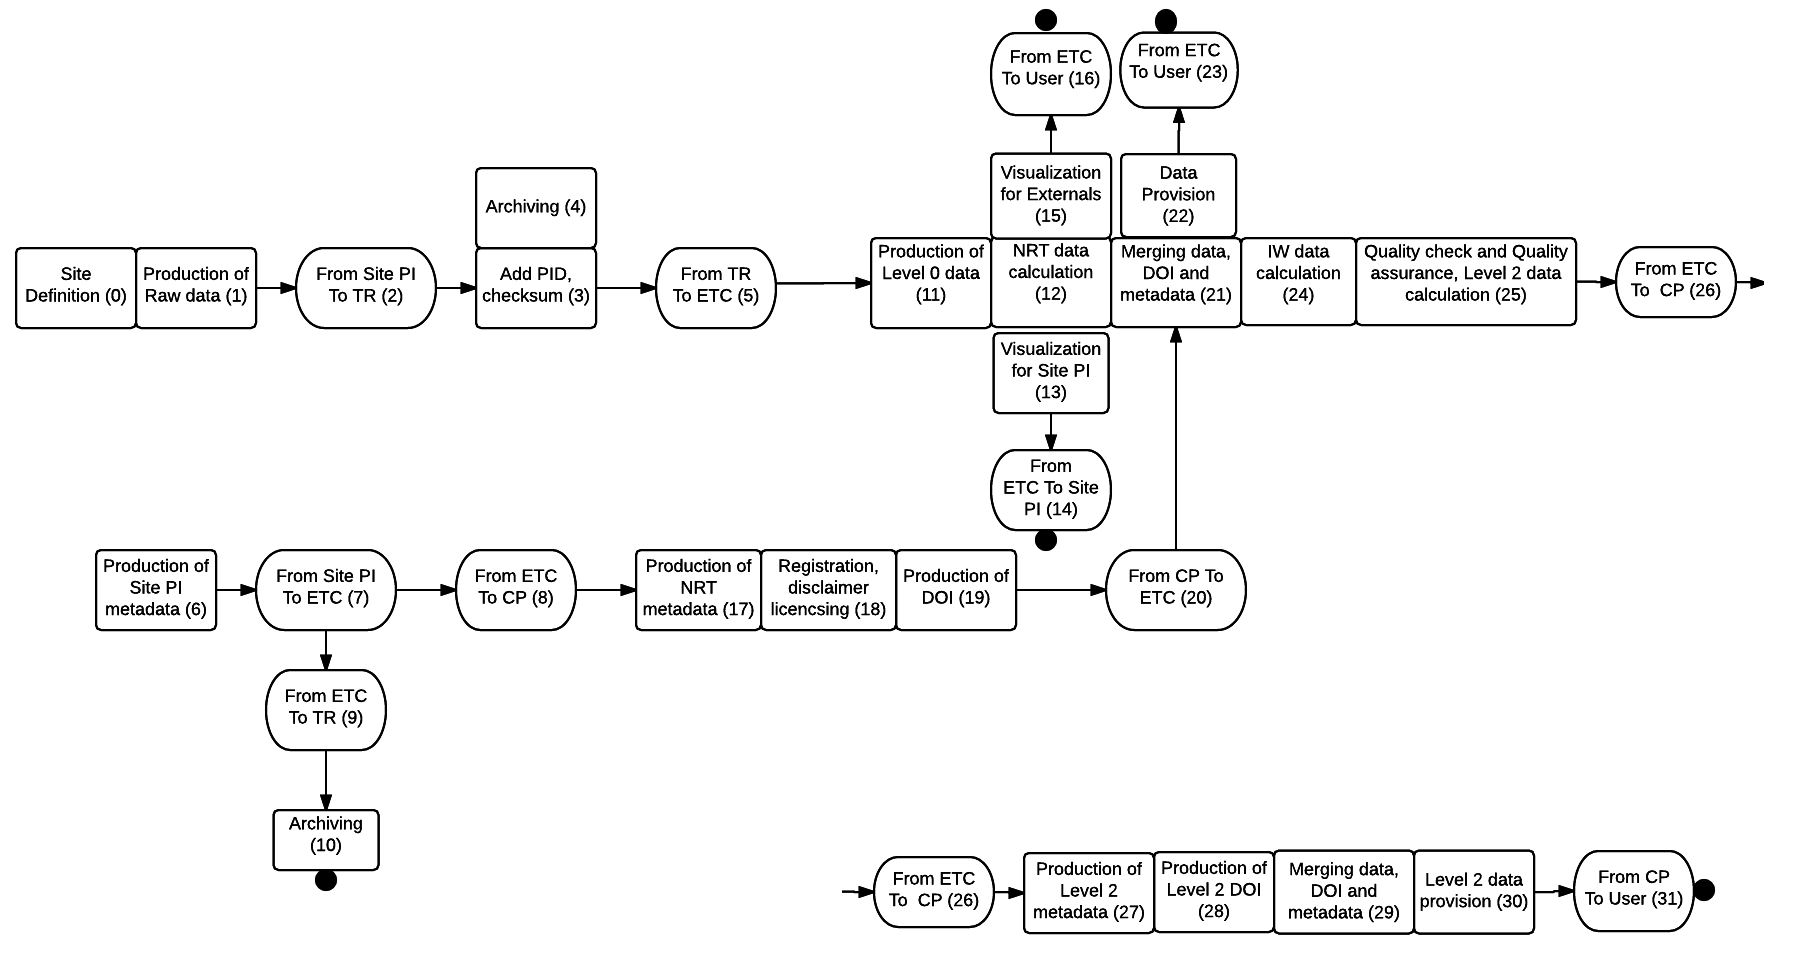 From ETC
To User (16)
From ETC
To User (23)
Visualization
for Externals
(15)
Data
Provision
(22)
Archiving (4)
Site
Definition (0)
Production of
Raw data (1)
From Site PI
To TR (2)
Add PID,
checksum (3)
From TR
To ETC (5)
Production of
Level 0 data
(11)
NRT data
calculation
(12)
Merging data,
DOI and
metadata (21)
IW data
calculation
(24)
Quality check and Quality
assurance, Level 2 data
calculation (25)
From ETC
To CP (26)
Visualization
for Site PI
(13)
From
ETC To Site
PI (14)
Production of
Site PI
metadata (6)
From Site PI
To ETC (7)
From ETC
To CP (8)
Production of
NRT
metadata (17)
Registration,
disclaimer
licencsing (18)
Production of
DOI (19)
From CP To
ETC (20)
From ETC
To TR (9)
Archiving
(10)
From ETC
To CP (26)
Production of
Level 2
metadata (27)
Production of
Level 2 DOI
(28)
Merging data,
DOI and
metadata (29)
Level 2 data
provision (30)
From CP
To User (31)